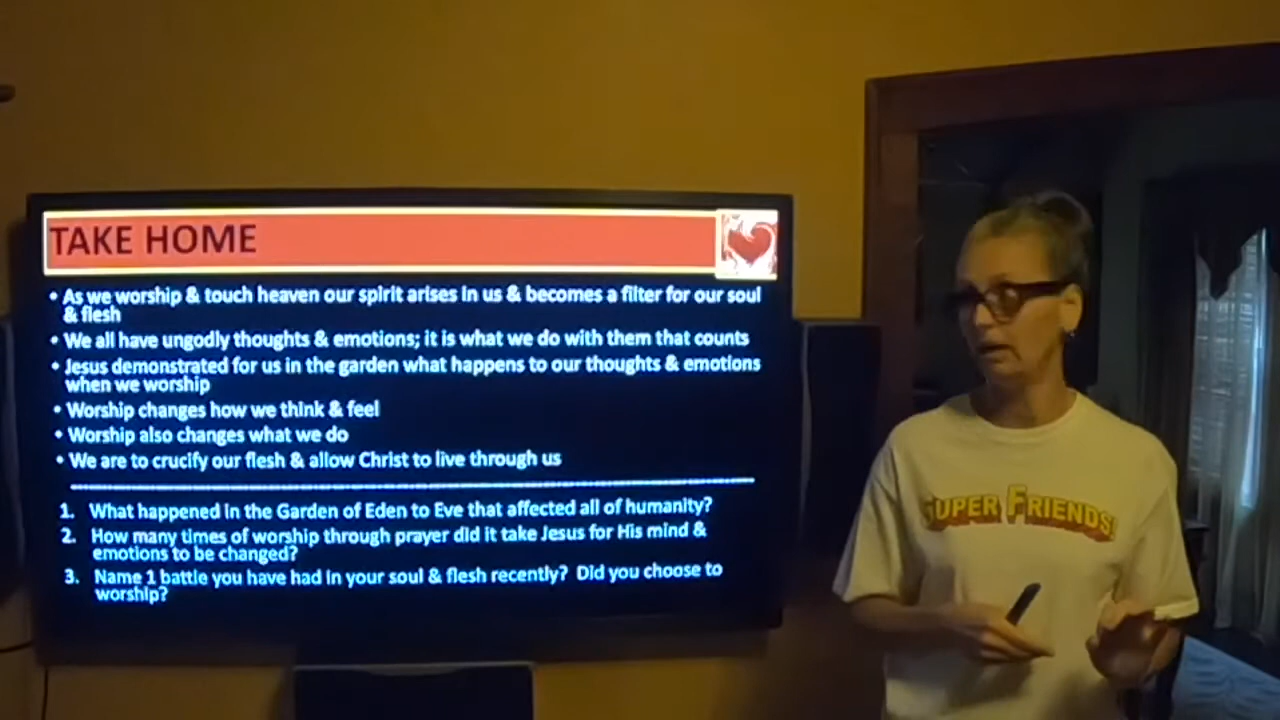 TAKE HOME
• As we worship & touch heaven our spirit arises in us & becomes a filter for our soul
& flesh
• We all have ungodly thoughts & emotions; it is what we do with them that counts
• Jesus demonstrated for us in the garden what happens to our thoughts & emotions
when we worship
• Worship changes how we think & feel
• Worship also changes what we do
• We are to crucify our flesh & allow Christ to live through us
1. What happened in the Garden of Eden to Eve that affected all of humanity?
2. How many times of worship through prayer did it take Jesus for His mind &
emotions to be changed?
3. Name 1 battle you have had in your soul & flesh recently? Did you choose to
worship?
SUPER FRIENDS!